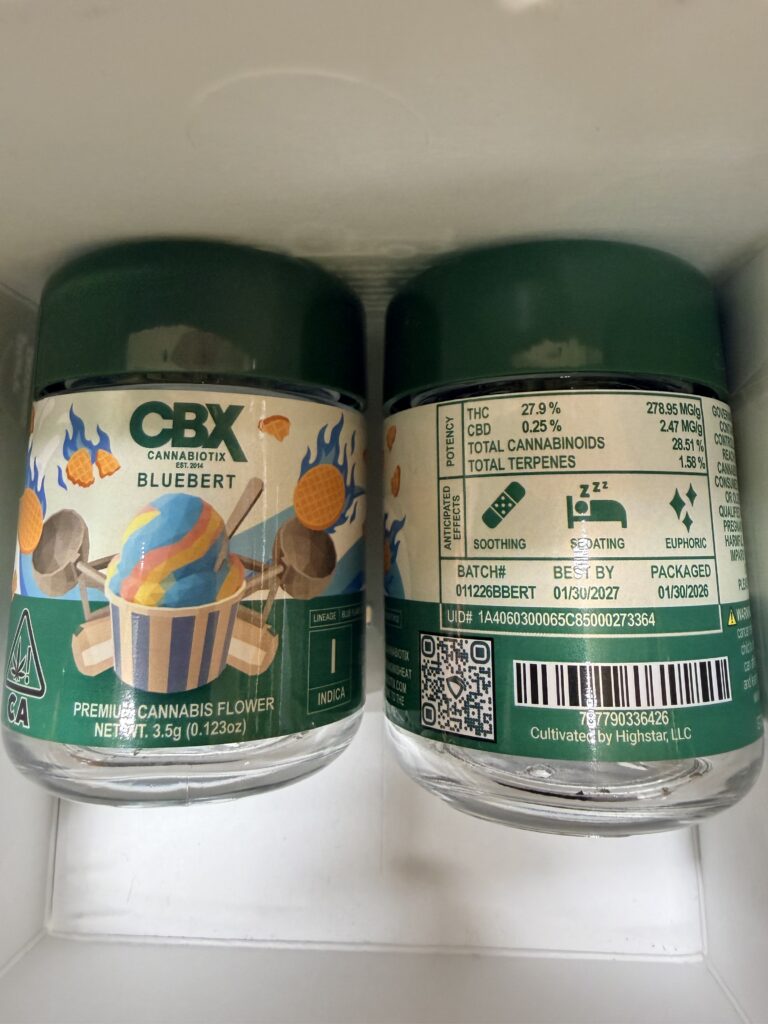 CBX
CANNABIOTIX
EST. 2014
BLUEBERT
LINEAGE
I
INDICA
CA
PREMIUM CANNABIS FLOWER
NET WT. 3.5g (0.123oz)
POTENCY
THC 27.9 % 278.95 MG/g
CBD 0.25 % 2.47 MG/g
TOTAL CANNABINOIDS 28.51 %
TOTAL TERPENES 1.58 %
ANTICIPATED EFFECTS
SOOTHING SEDATING EUPHORIC
BATCH# BEST BY PACKAGED
011226BBERT 01/30/2027 01/30/2026
UID# 1A4060300065C85000273364
Cultivated by Highstar, LLC